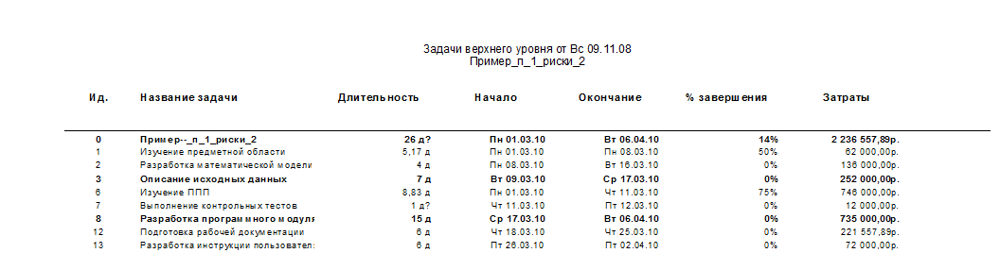 Задачи верхнего уровня от Вс 09.11.08
Пример_п_1_риски_2
Ид. Название задачи Длительность Начало Окончание % завершения Затраты
0 Пример--_п_1_риски_2 26 д? Пн 01.03.10 Вт 06.04.10 14% 2 236 557,89р.
1 Изучение предметной области 5,17 д Пн 01.03.10 Пн 08.03.10 50% 62 000,00р.
2 Разработка математической модели 4 д Пн 08.03.10 Вт 16.03.10 0% 136 000,00р.
3 Описание исходных данных 7 д Вт 09.03.10 Ср 17.03.10 0% 252 000,00р.
6 Изучение ППП 8,83 д Пн 01.03.10 Чт 11.03.10 75% 746 000,00р.
7 Выполнение контрольных тестов 1 д? Чт 11.03.10 Пт 12.03.10 0% 12 000,00р.
8 Разработка программного модуля 15 д Ср 17.03.10 Вт 06.04.10 0% 735 000,00р.
12 Подготовка рабочей документации 6 д Чт 18.03.10 Чт 25.03.10 0% 221 557,89р.
13 Разработка инструкции пользовател 6 д Пт 26.03.10 Пт 02.04.10 0% 72 000,00р.